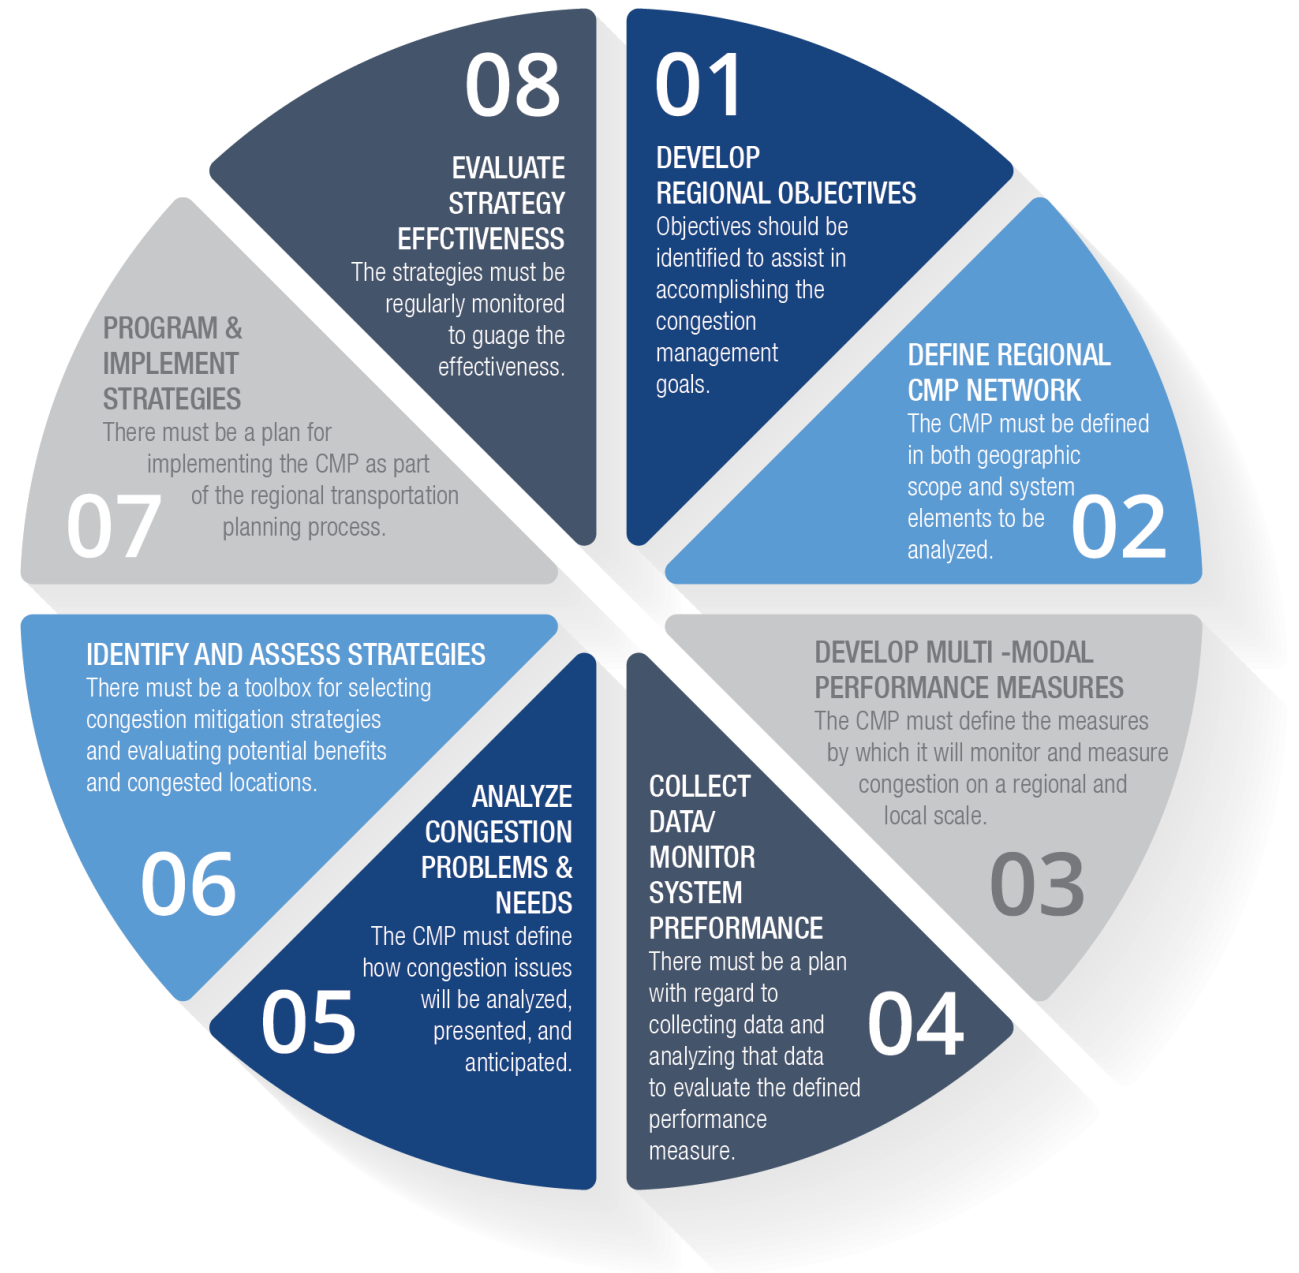 01
DEVELOP
REGIONAL OBJECTIVES
Objectives should be
identified to assist in
accomplishing the
congestion
management
goals.
DEFINE REGIONAL
CMP NETWORK
The CMP must be defined
in both geographic
scope and system
elements to be
analyzed.
02
DEVELOP MULTI -MODAL
PERFORMANCE MEASURES
The CMP must define the measures
by which it will monitor and measure
congestion on a regional and
local scale.
03
COLLECT
DATA/
MONITOR
SYSTEM
PREFORMANCE
There must be a plan
with regard to
collecting data and
analyzing that data
to evaluate the defined
performance
measure.
04
ANALYZE
CONGESTION
PROBLEMS &
NEEDS
The CMP must define
how congestion issues
will be analyzed,
presented, and
anticipated.
05
IDENTIFY AND ASSESS STRATEGIES
There must be a toolbox for selecting
congestion mitigation strategies
and evaluating potential benefits
and congested locations.
06
PROGRAM &
IMPLEMENT
STRATEGIES
There must be a plan for
implementing the CMP as part
of the regional transportation
planning process.
07
08
EVALUATE
STRATEGY
EFFCTIVENESS
The strategies must be
regularly monitored
to guage the
effectiveness.